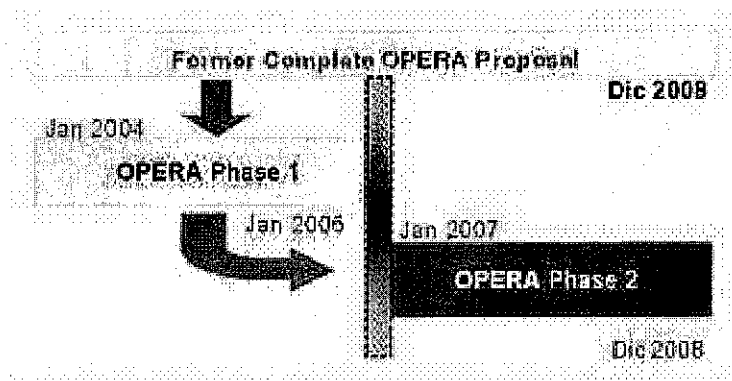 Former Complete OPERA Proposal
Dic 2008
Jan 2004
OPERA Phase 1
Jan 2006
Jan 2007
OPERA Phase 2
Dic 2008